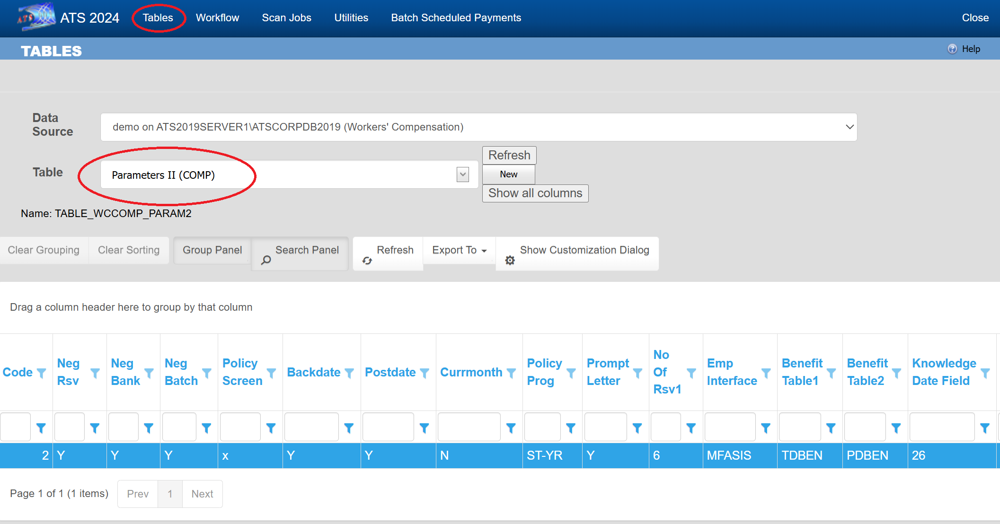 ATS ATS 2024 Tables Workflow Scan Jobs Utilities Batch Scheduled Payments Close
TABLES Help
Data
Source
demo on ATS2019SERVER1\ATSCORPDB2019 (Workers' Compensation)
Table
Parameters II (COMP)
Refresh
New
Show all columns
Name: TABLE_WCCOMP_PARAM2
Clear Grouping Clear Sorting Group Panel Search Panel Refresh Export To Show Customization Dialog
Drag a column header here to group by that column
Code
Neg
Rsv
Neg
Bank
Neg
Batch
Policy
Screen
Backdate
Postdate
Currmonth
Policy
Prog
Prompt
Letter
No
Of
Rsv1
Emp
Interface
Benefit
Table1
Benefit
Table2
Knowledge
Date Field
2 Y Y Y x Y Y N ST-YR Y 6 MFASIS TDBEN PDBEN 26
Page 1 of 1 (1 items) Prev 1 Next